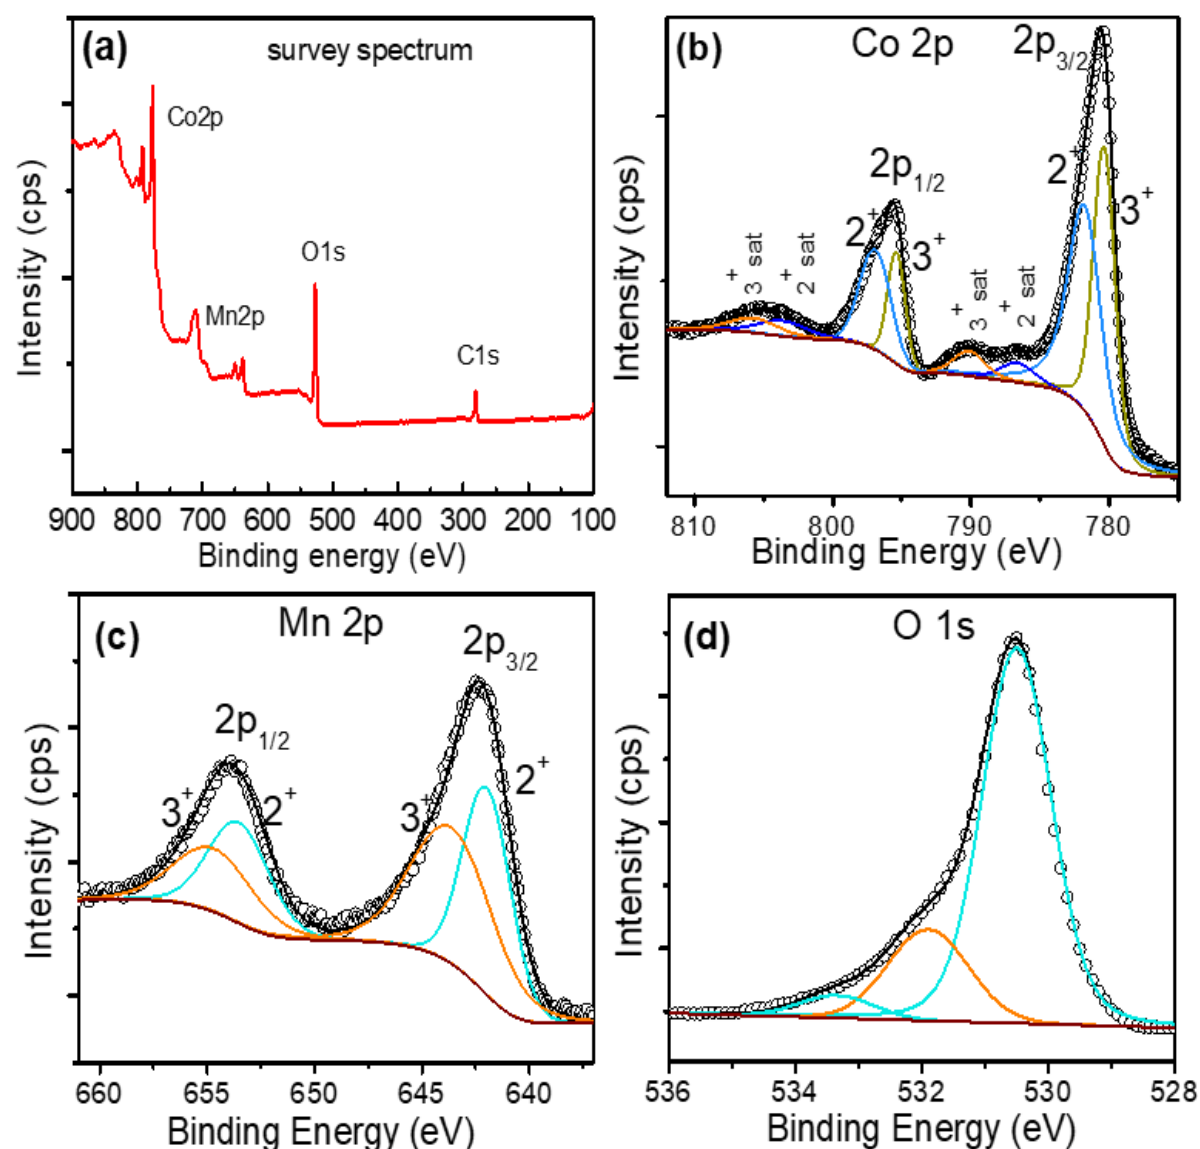 (a) survey spectrum
Co2p
Mn2p
O1s
C1s
Intensity (cps)
900 800 700 600 500 400 300 200 100
Binding energy (eV)
(b) Co 2p 2p3/2
2p1/2
2+ 3+
2+ 3+
3+ sat
2+ sat
3+ sat
2+ sat
Intensity (cps)
810 800 790 780
Binding Energy (eV)
(c) Mn 2p
2p3/2
2p1/2
3+ 2+
3+ 2+
Intensity (cps)
660 655 650 645 640
Binding Energy (eV)
(d) O 1s
Intensity (cps)
536 534 532 530 528
Binding Energy (eV)